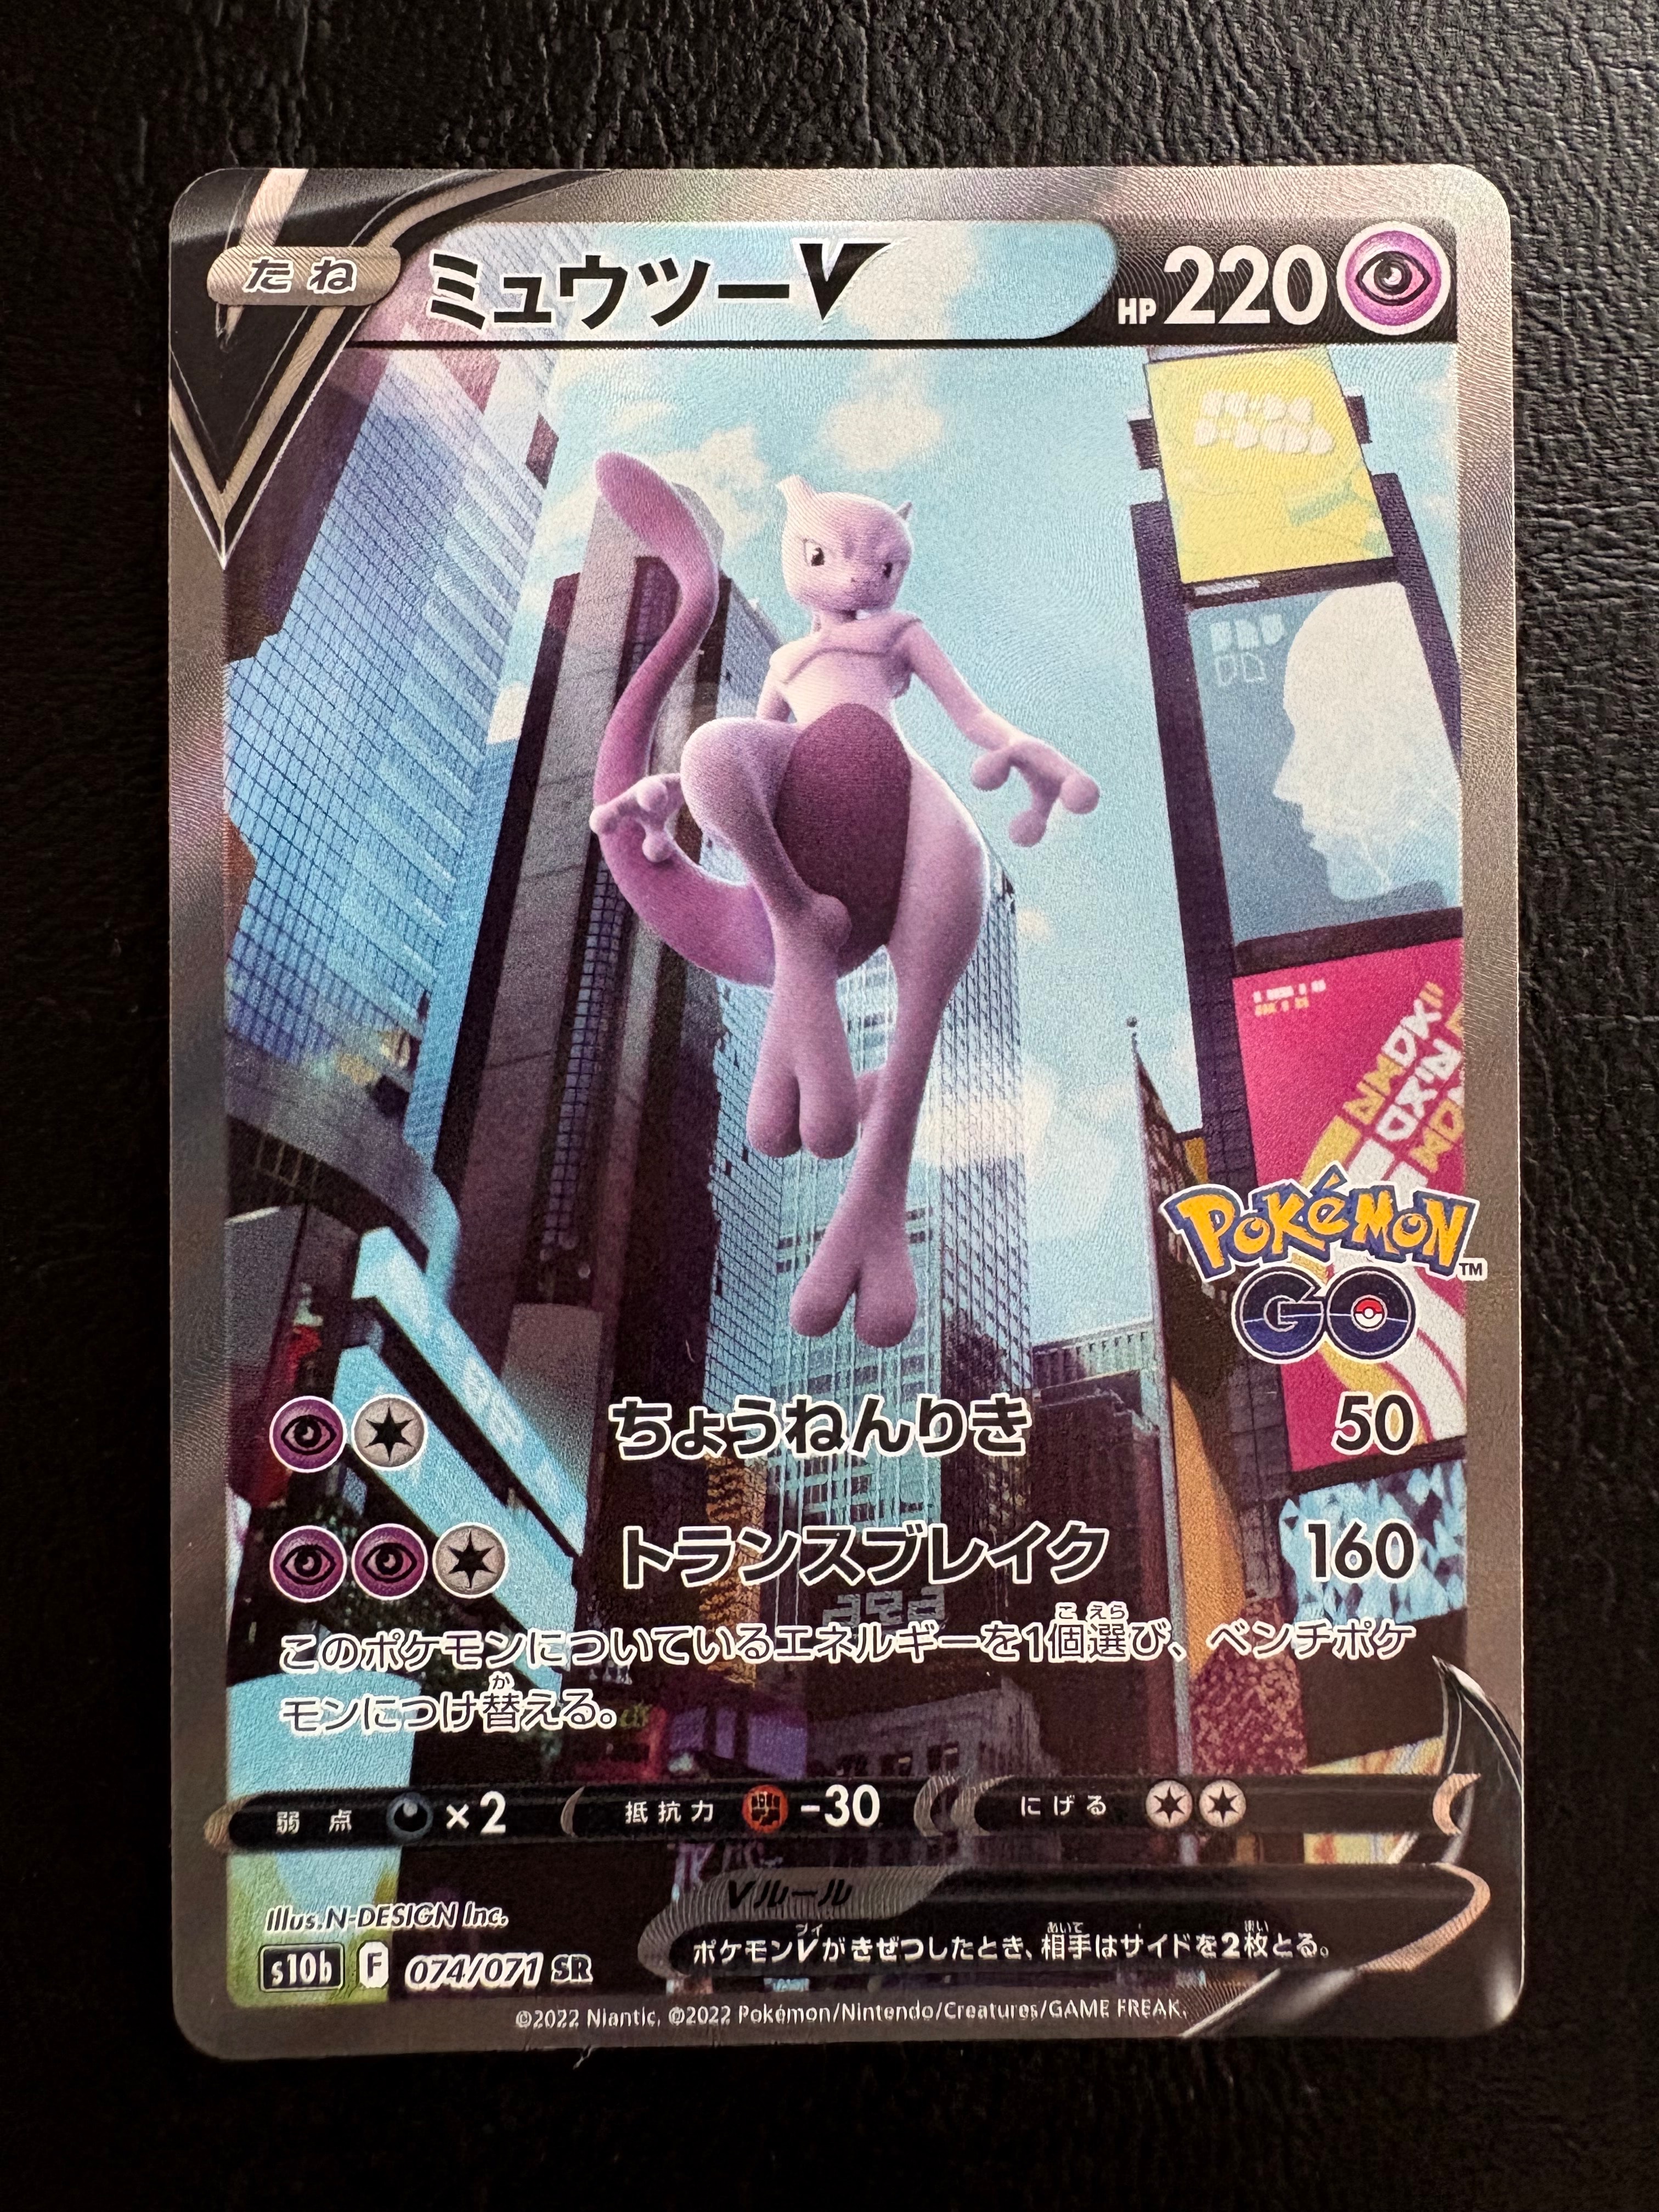 たね ミュウツーV HP 220
Pokémon
GO
TM
ちょうねんりき 50
トランスブレイク 160
このポケモンについているエネルギーを1個選び、ベンチポケ
モンにつけ替える。
弱点 ×2 抵抗力 -30 にげる
Vルール
ポケモンVがきぜつしたとき、相手はサイドを2枚とる。
Illus.N-DESIGN Inc.
s10b F 074/071 SR
©2022 Niantic, ©2022 Pokémon/Nintendo/Creatures/GAME FREAK.